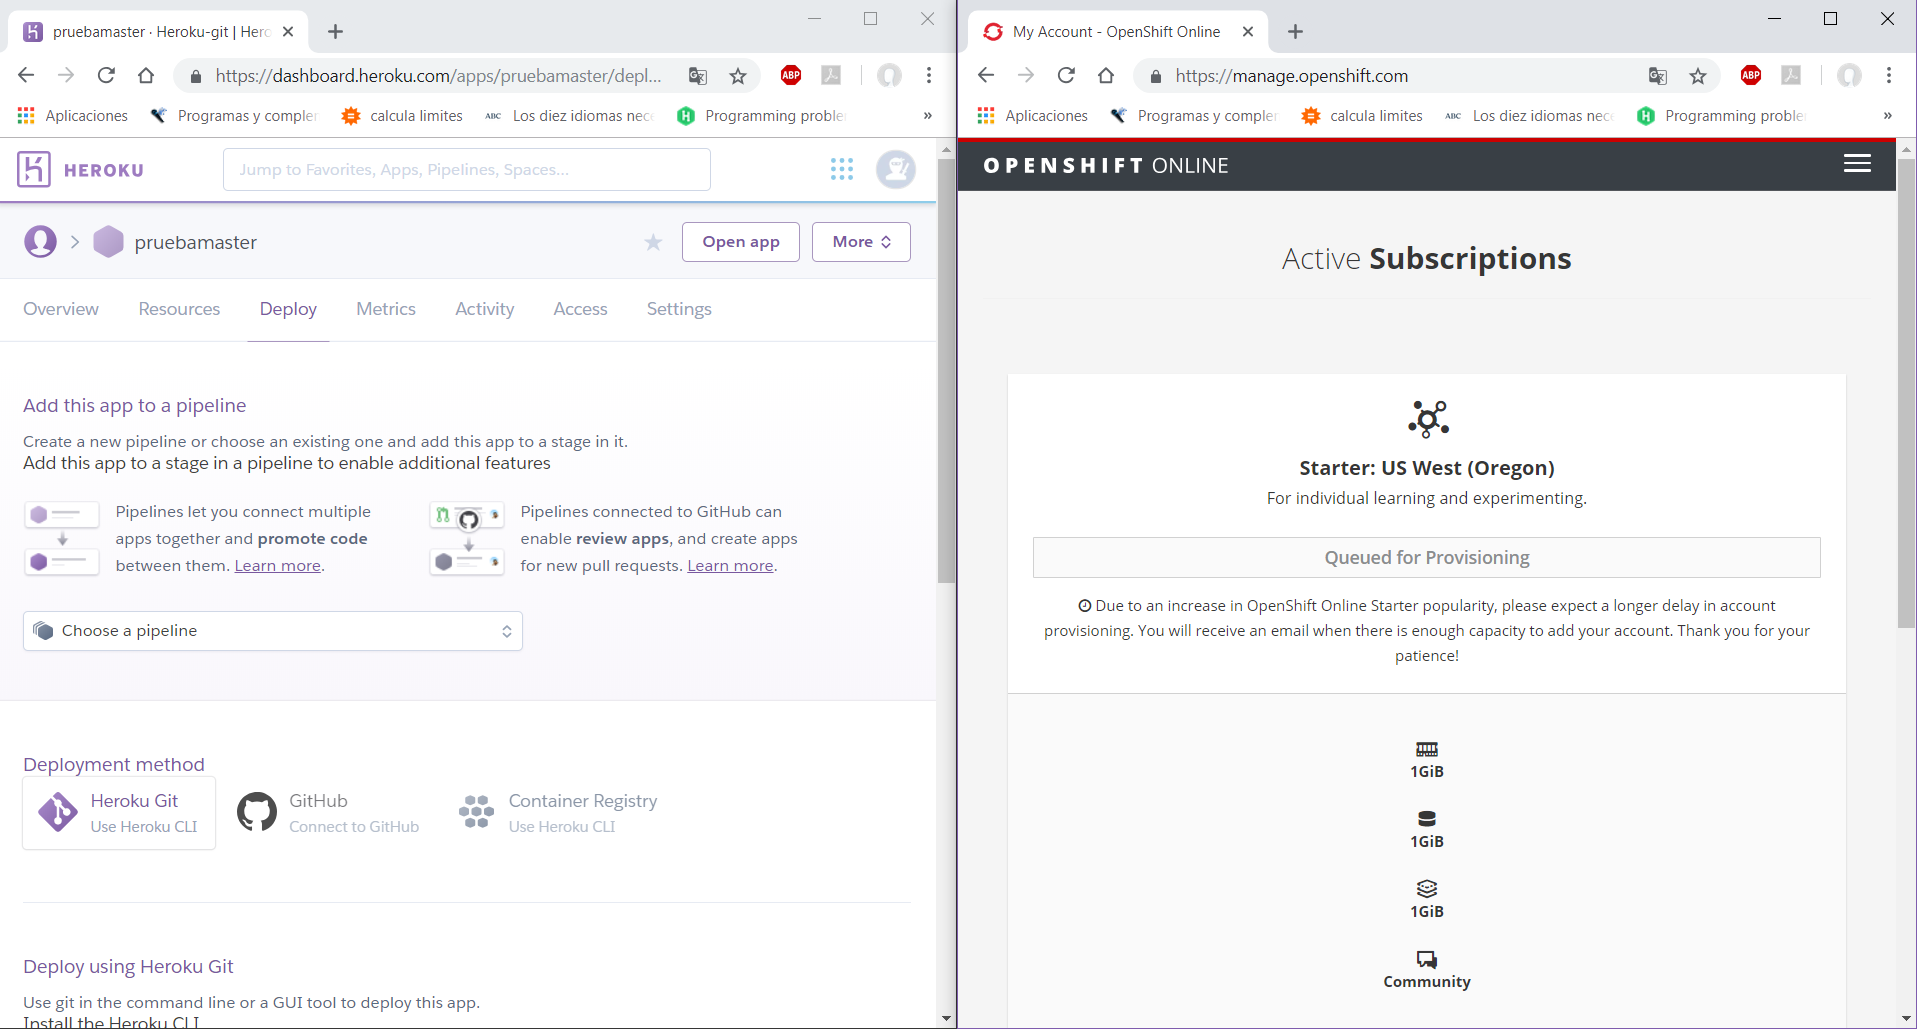 pruebamaster · Heroku-git | Hero
https://dashboard.heroku.com/apps/pruebamaster/depl...
ABP
Aplicaciones
Programas y comple
calcula limites
ABC
Los diez idiomas nec
Programming proble
»
HEROKU
Jump to Favorites, Apps, Pipelines, Spaces...
pruebamaster
Open app
More
Overview
Resources
Deploy
Metrics
Activity
Access
Settings
Add this app to a pipeline
Create a new pipeline or choose an existing one and add this app to a stage in it.
Add this app to a stage in a pipeline to enable additional features
Pipelines let you connect multiple
apps together and promote code
between them. Learn more.
Pipelines connected to GitHub can
enable review apps, and create apps
for new pull requests. Learn more.
Choose a pipeline
Deployment method
Heroku Git
Use Heroku CLI
GitHub
Connect to GitHub
Container Registry
Use Heroku CLI
Deploy using Heroku Git
Use git in the command line or a GUI tool to deploy this app.
Install the Heroku CLI
My Account - OpenShift Online
https://manage.openshift.com
ABP
Aplicaciones
Programas y comple
calcula limites
ABC
Los diez idiomas nec
Programming proble
»
OPENSHIFT ONLINE
Active Subscriptions
Starter: US West (Oregon)
For individual learning and experimenting.
Queued for Provisioning
Due to an increase in OpenShift Online Starter popularity, please expect a longer delay in account
provisioning. You will receive an email when there is enough capacity to add your account. Thank you for your
patience!
1GiB
1GiB
1GiB
Community